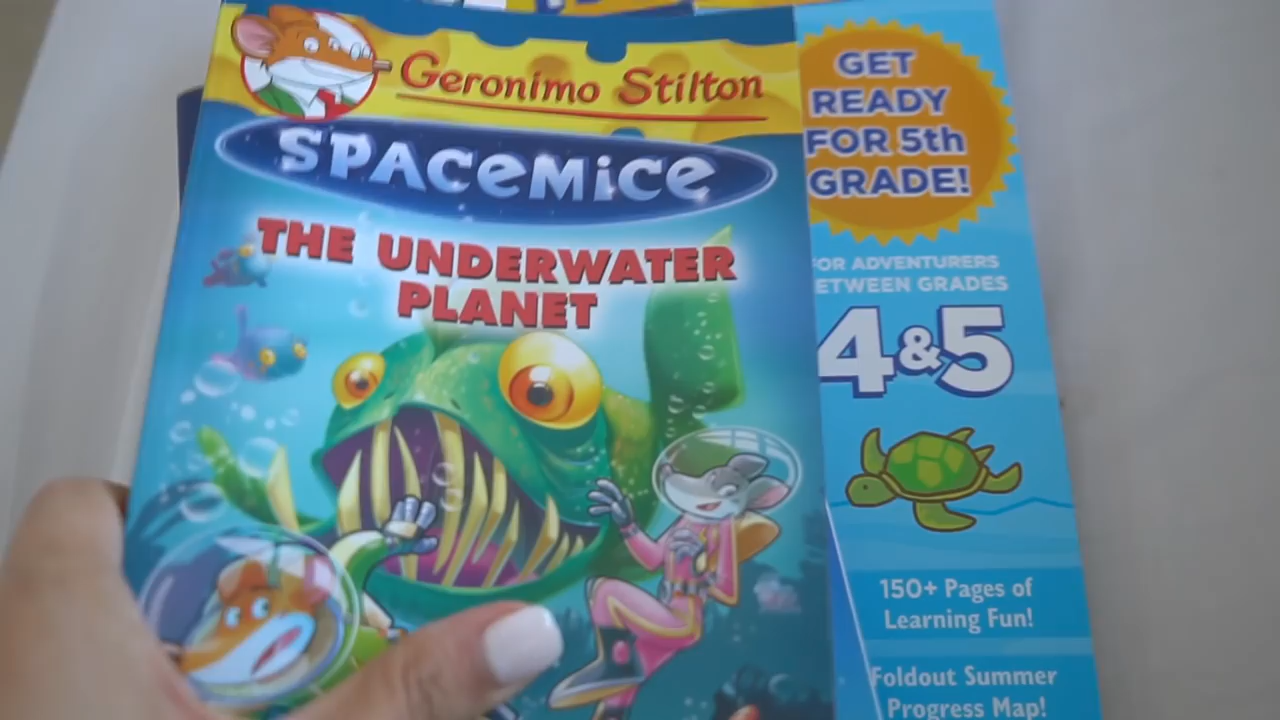 Geronimo Stilton
SPACEMICE
THE UNDERWATER
PLANET
GET
READY
FOR 5th
GRADE!
FOR ADVENTURERS
ETWEEN GRADES
4&5
150+ Pages of
Learning Fun!
Foldout Summer
Progress Map!